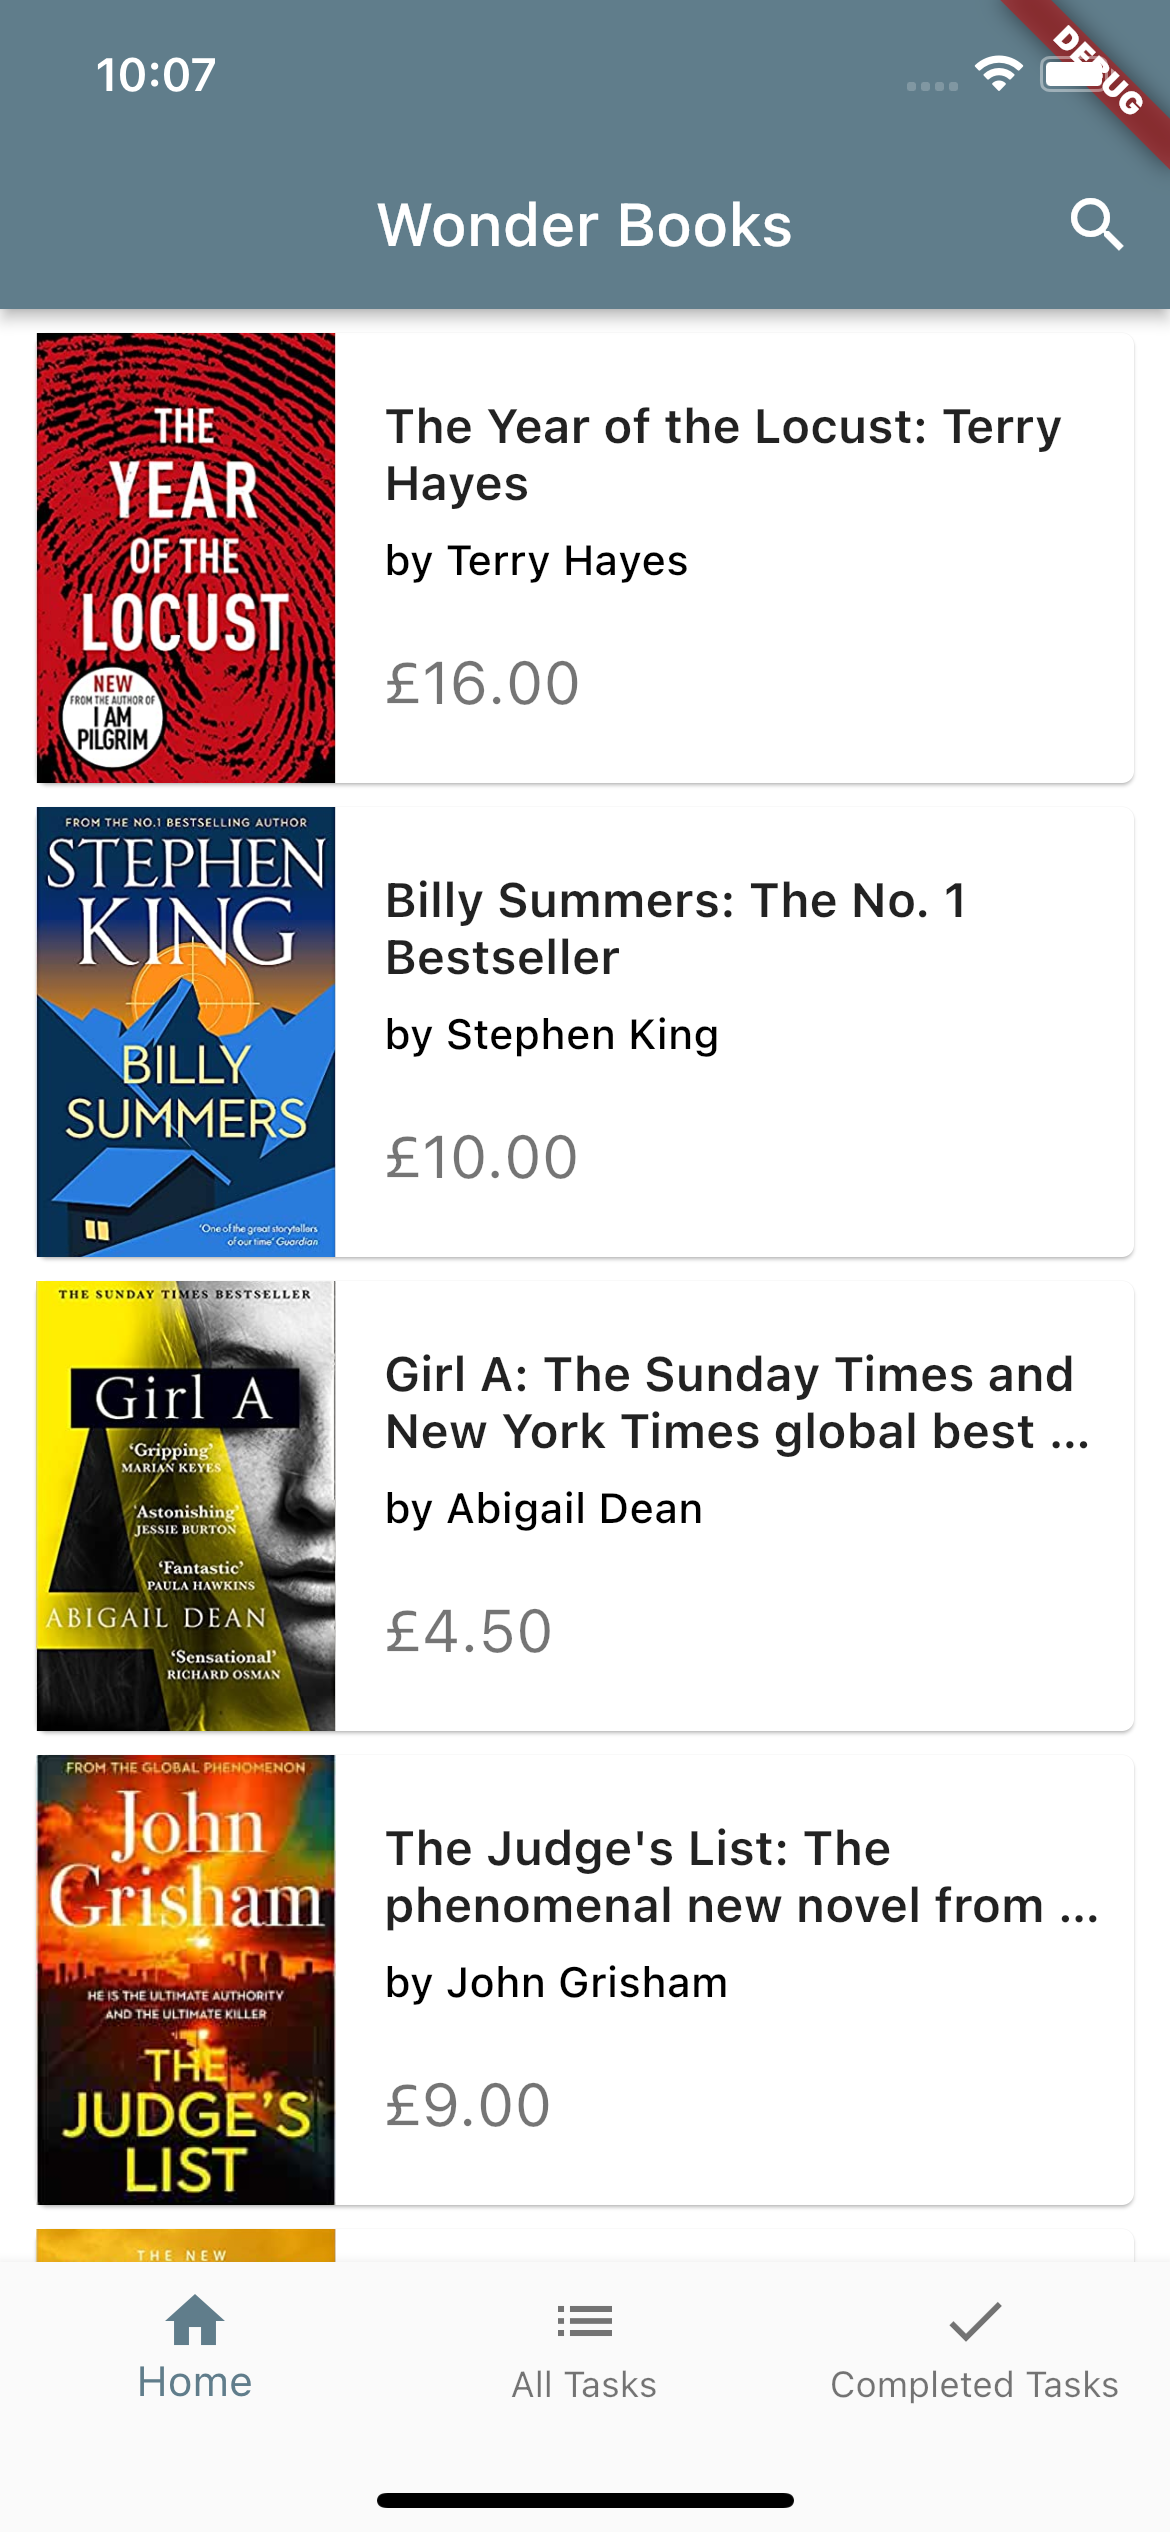 10:07
DEBUG
Wonder Books
THE
YEAR
OF THE
LOCUST
NEW
FROM THE AUTHOR OF
I AM
PILGRIM
The Year of the Locust: Terry
Hayes
by Terry Hayes
£16.00
FROM THE NO.1 BESTSELLING AUTHOR
STEPHEN
KING
BILLY
SUMMERS
'One of the great storytellers
of our time' Guardian
Billy Summers: The No. 1
Bestseller
by Stephen King
£10.00
THE SUNDAY TIMES BESTSELLER
Girl A
'Gripping'
MARIAN KEYES
'Astonishing'
JESSIE BURTON
'Fantastic'
PAULA HAWKINS
ABIGAIL DEAN
'Sensational'
RICHARD OSMAN
Girl A: The Sunday Times and
New York Times global best ...
by Abigail Dean
£4.50
FROM THE GLOBAL PHENOMENON
John
Grisham
HE IS THE ULTIMATE AUTHORITY
AND THE ULTIMATE KILLER
THE
JUDGE'S
LIST
The Judge's List: The
phenomenal new novel from ...
by John Grisham
£9.00
THE NEW
Home
All Tasks
Completed Tasks